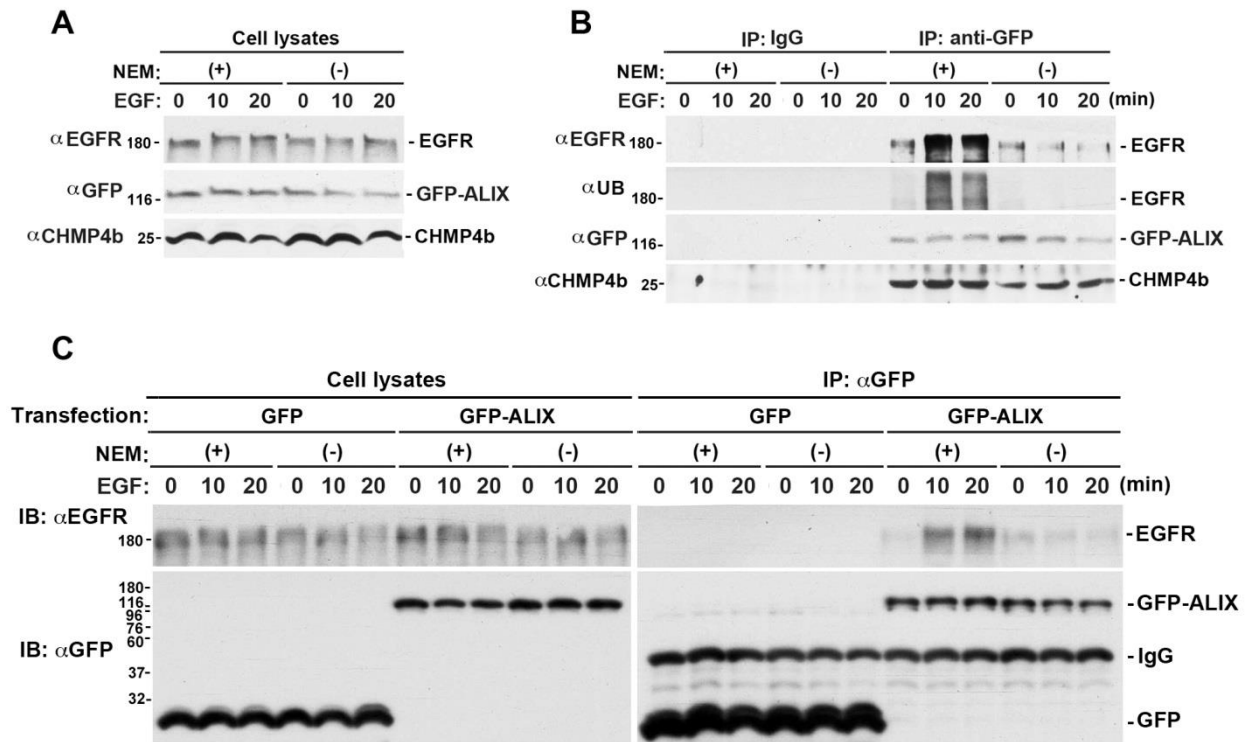 A
Cell lysates
NEM: (+) (-)
EGF: 0 10 20 0 10 20
αEGFR 180- -EGFR
αGFP 116- -GFP-ALIX
αCHMP4b 25- -CHMP4b
B
IP: IgG IP: anti-GFP
NEM: (+) (-) (+) (-)
EGF: 0 10 20 0 10 20 0 10 20 0 10 20 (min)
αEGFR 180- -EGFR
αUB 180- -EGFR
αGFP 116- -GFP-ALIX
αCHMP4b 25- -CHMP4b
C
Cell lysates IP: αGFP
Transfection: GFP GFP-ALIX GFP GFP-ALIX
NEM: (+) (-) (+) (-) (+) (-) (+) (-)
EGF: 0 10 20 0 10 20 0 10 20 0 10 20 0 10 20 0 10 20 0 10 20 0 10 20 (min)
IB: αEGFR 180- -EGFR
180-
116- -GFP-ALIX
96-
76-
60-
IB: αGFP -IgG
37-
32-
-GFP